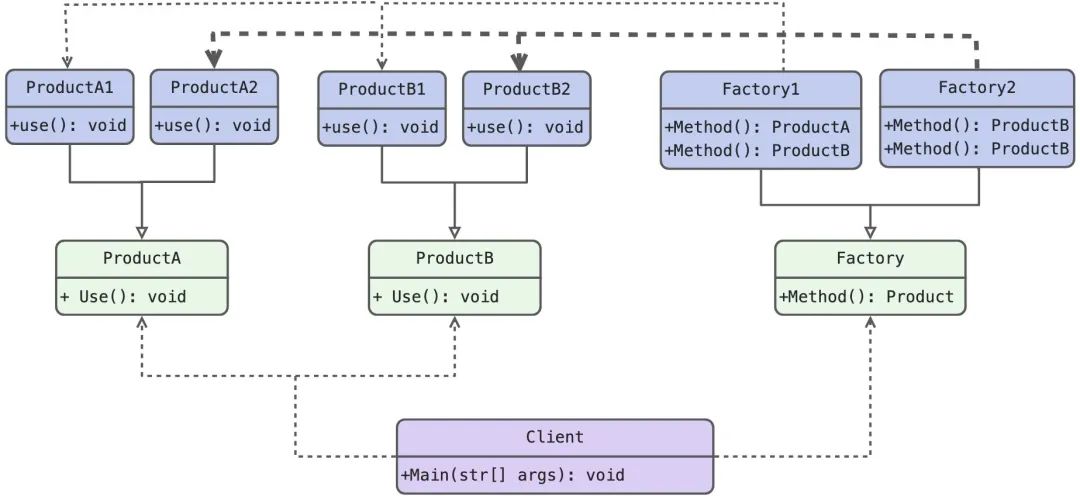 ProductA1
+use(): void
ProductA2
+use(): void
ProductB1
+use(): void
ProductB2
+use(): void
Factory1
+Method(): ProductA
+Method(): ProductB
Factory2
+Method(): ProductB
+Method(): ProductB
ProductA
+ Use(): void
ProductB
+ Use(): void
Factory
+Method(): Product
Client
+Main(str[] args): void